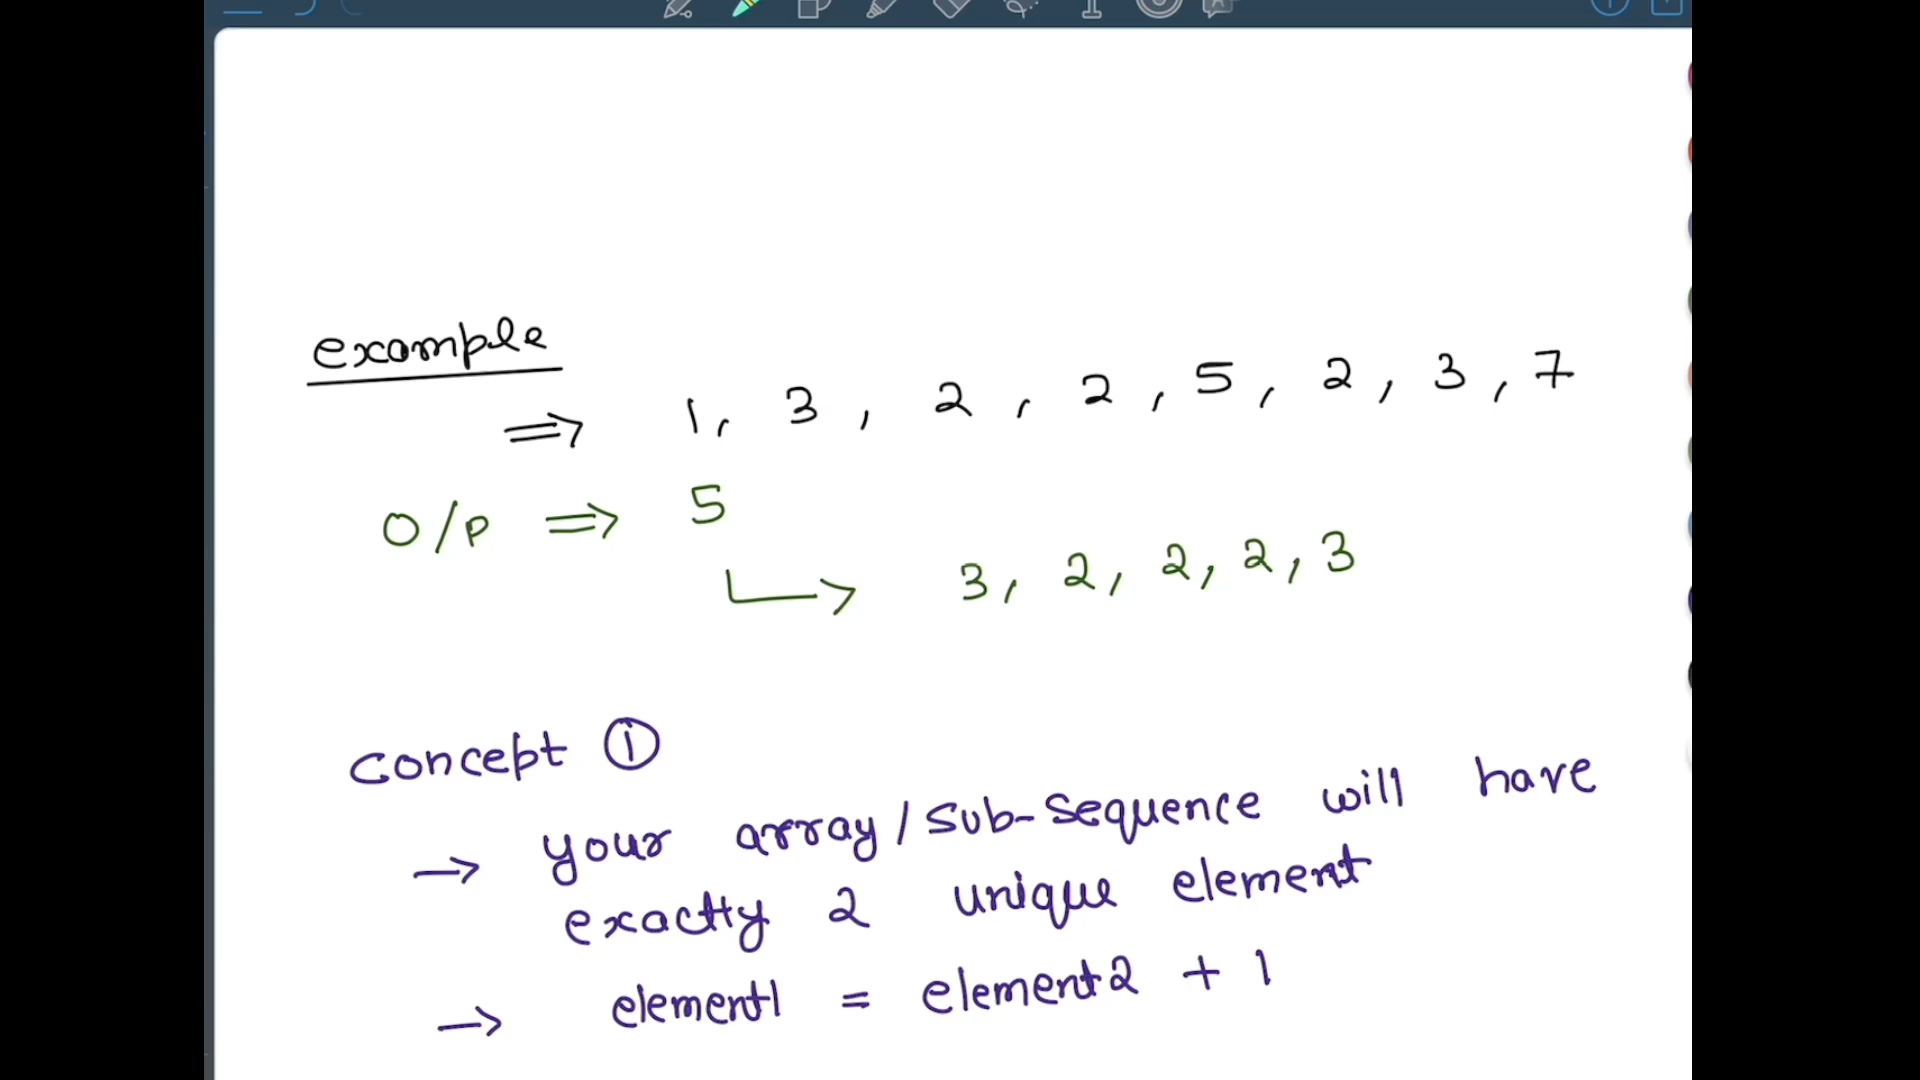 example
⇒ 1, 3, 2, 2, 5, 2, 3, 7
O/P ⇒ 5
↳ 3, 2, 2, 2, 3
concept ①
→ your array/sub-sequence will have
exactly 2 unique element
→ element1 = element2 + 1